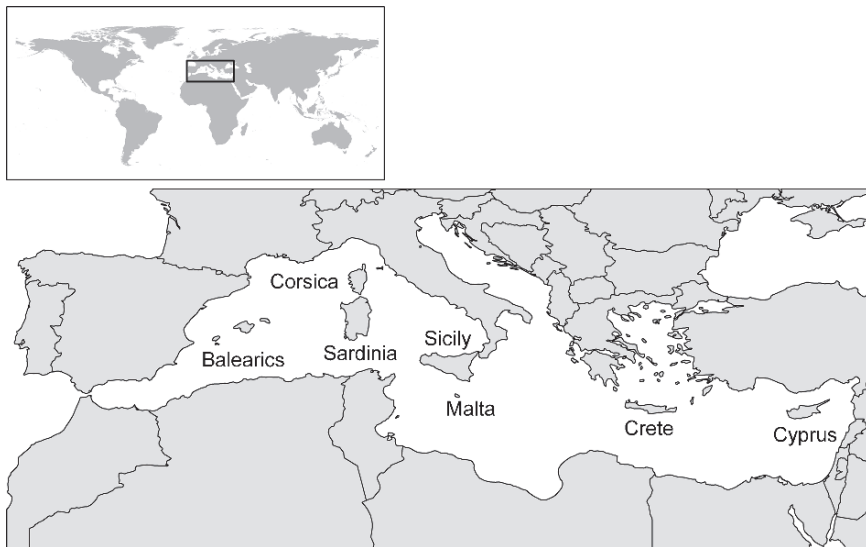 Corsica
Sicily
Balearics
Sardinia
Malta
Crete
Cyprus